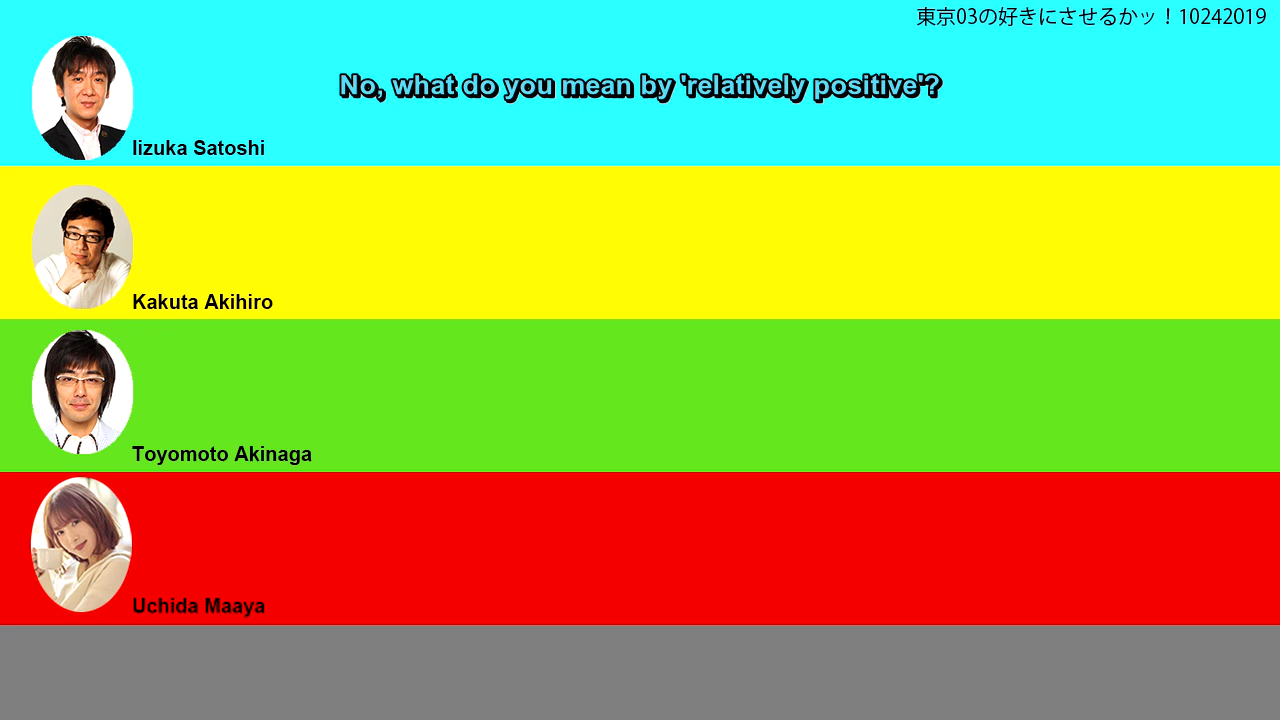 東京03の好きにさせるかッ！10242019
No, what do you mean by 'relatively positive'?
Iizuka Satoshi
Kakuta Akihiro
Toyomoto Akinaga
Uchida Maaya